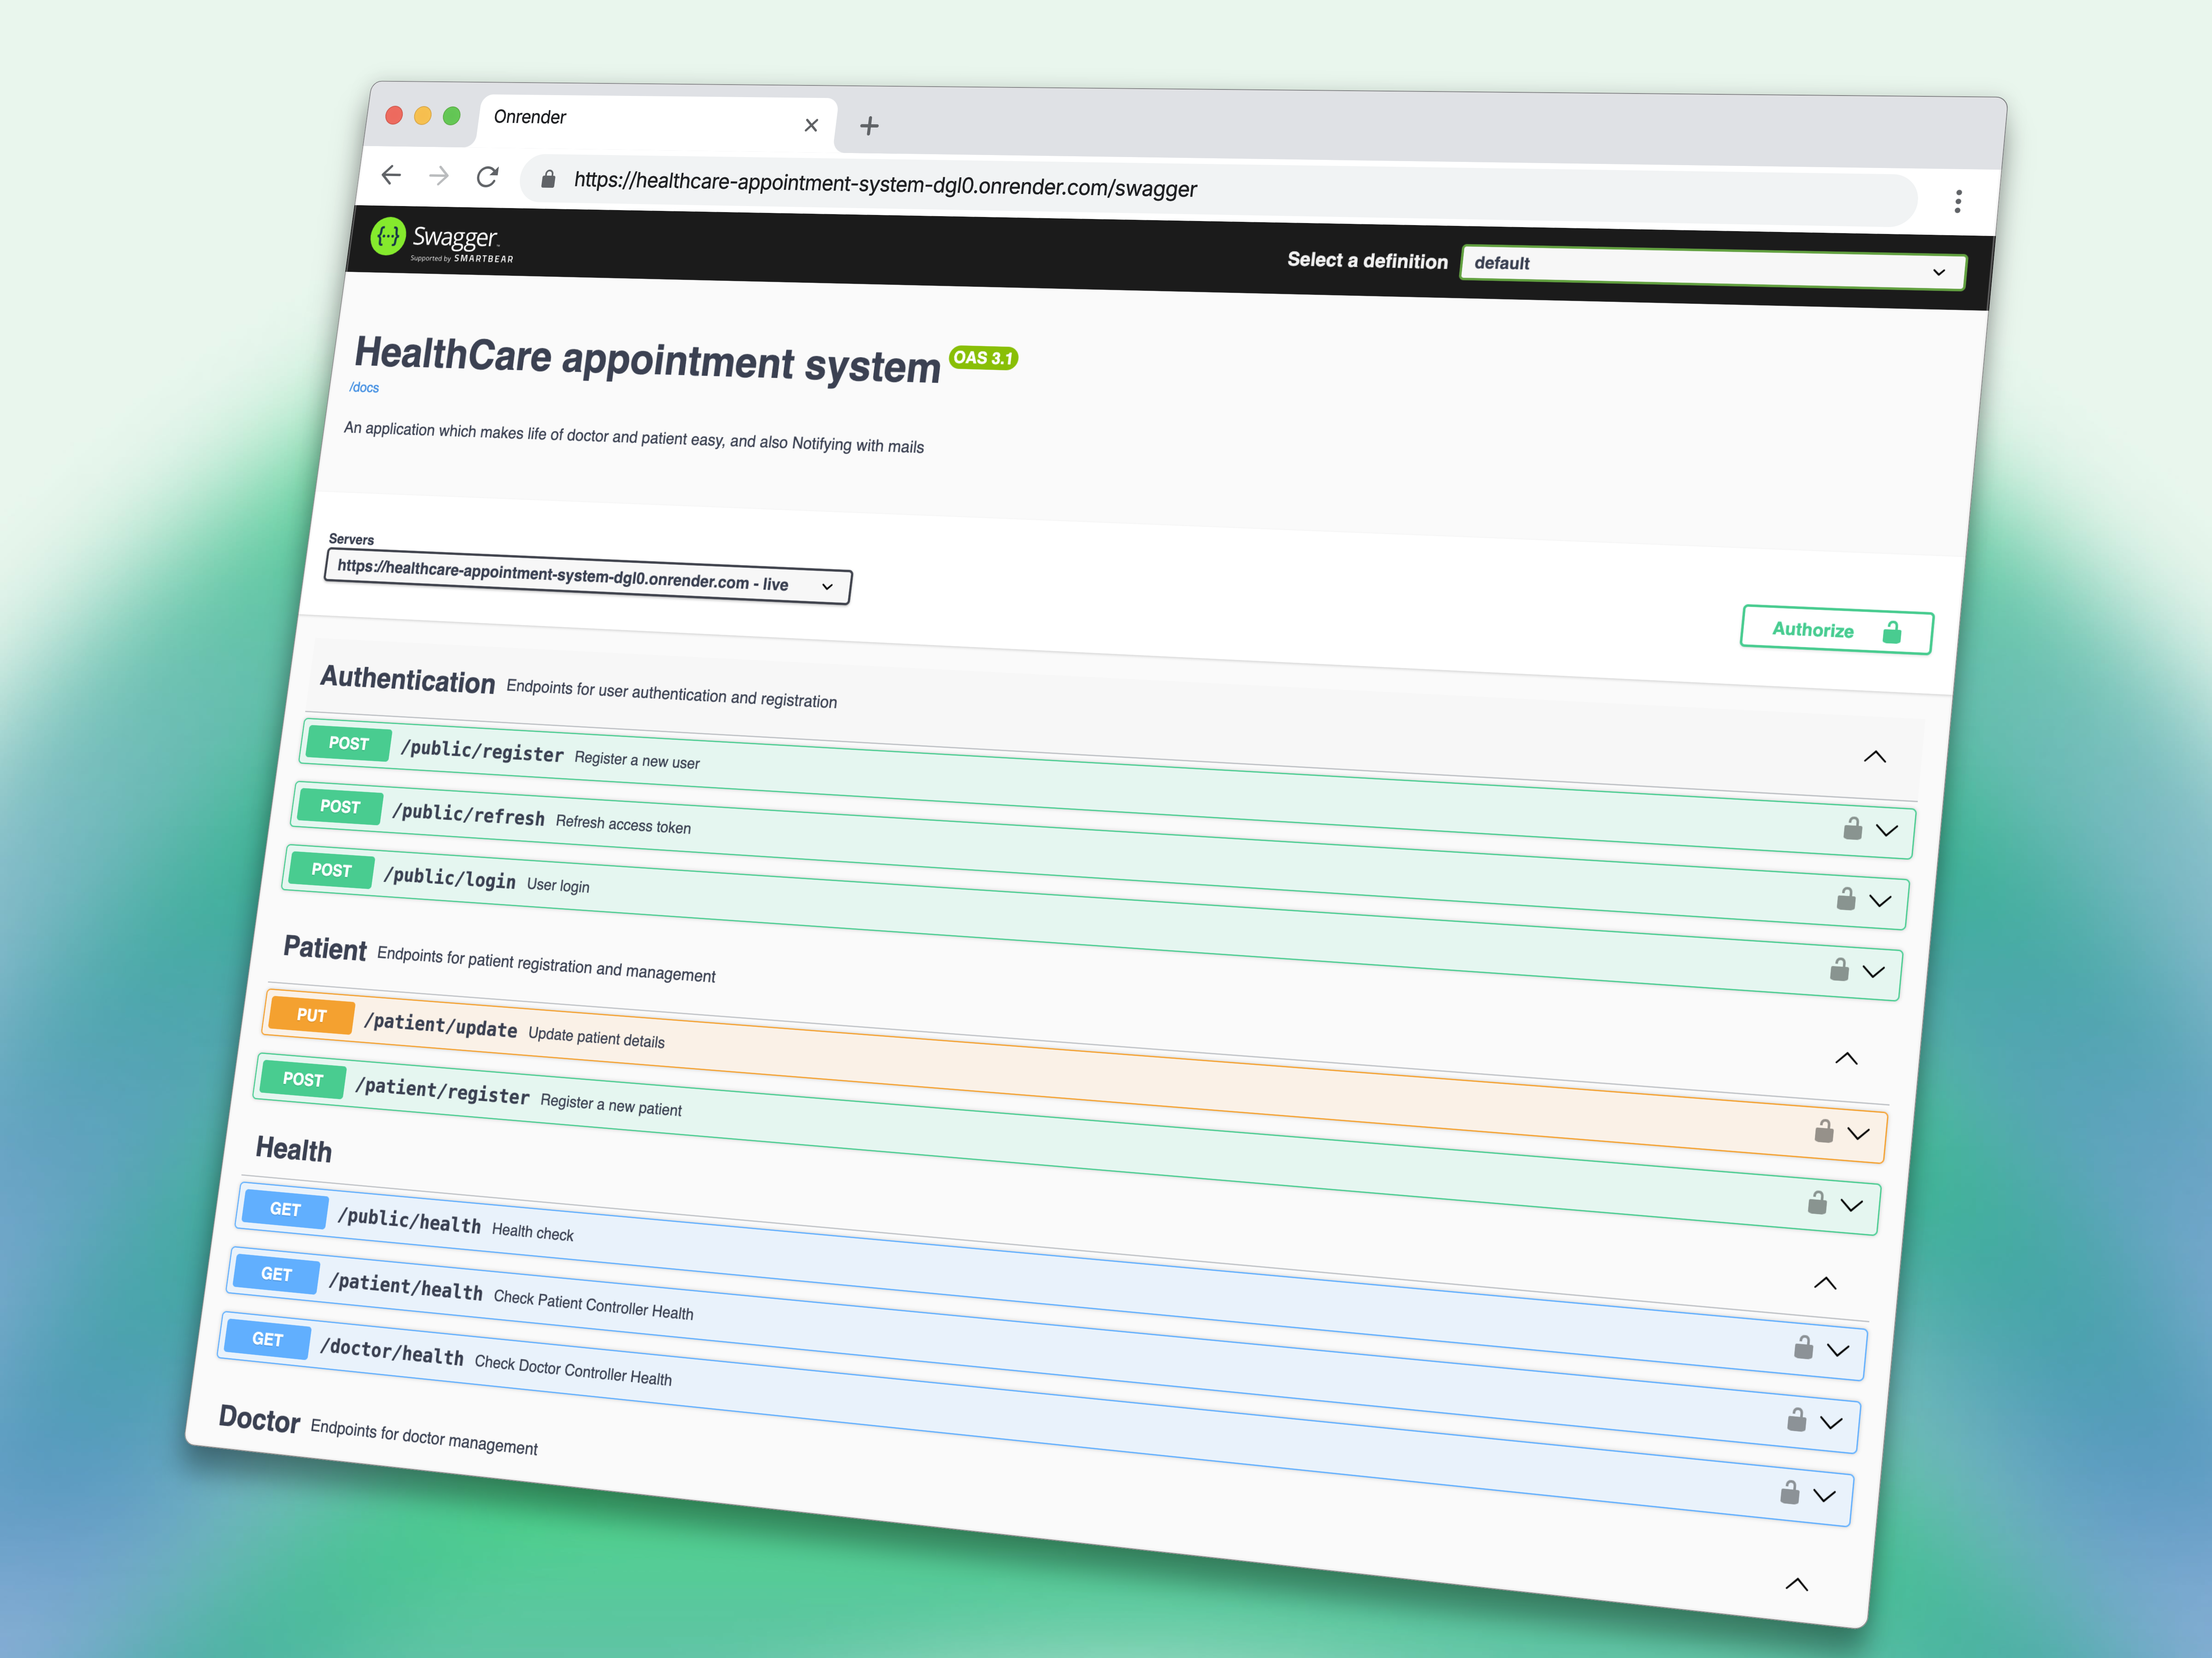 Onrender
https://healthcare-appointment-system-dgl0.onrender.com/swagger
{···} Swagger
Supported by SMARTBEAR
Select a definition default
HealthCare appointment system OAS 3.1
/docs
An application which makes life of doctor and patient easy, and also Notifying with mails
Servers
https://healthcare-appointment-system-dgl0.onrender.com - live
Authorize
Authentication Endpoints for user authentication and registration
POST /public/register Register a new user
POST /public/refresh Refresh access token
POST /public/login User login
Patient Endpoints for patient registration and management
PUT /patient/update Update patient details
POST /patient/register Register a new patient
Health
GET /public/health Health check
GET /patient/health Check Patient Controller Health
GET /doctor/health Check Doctor Controller Health
Doctor Endpoints for doctor management